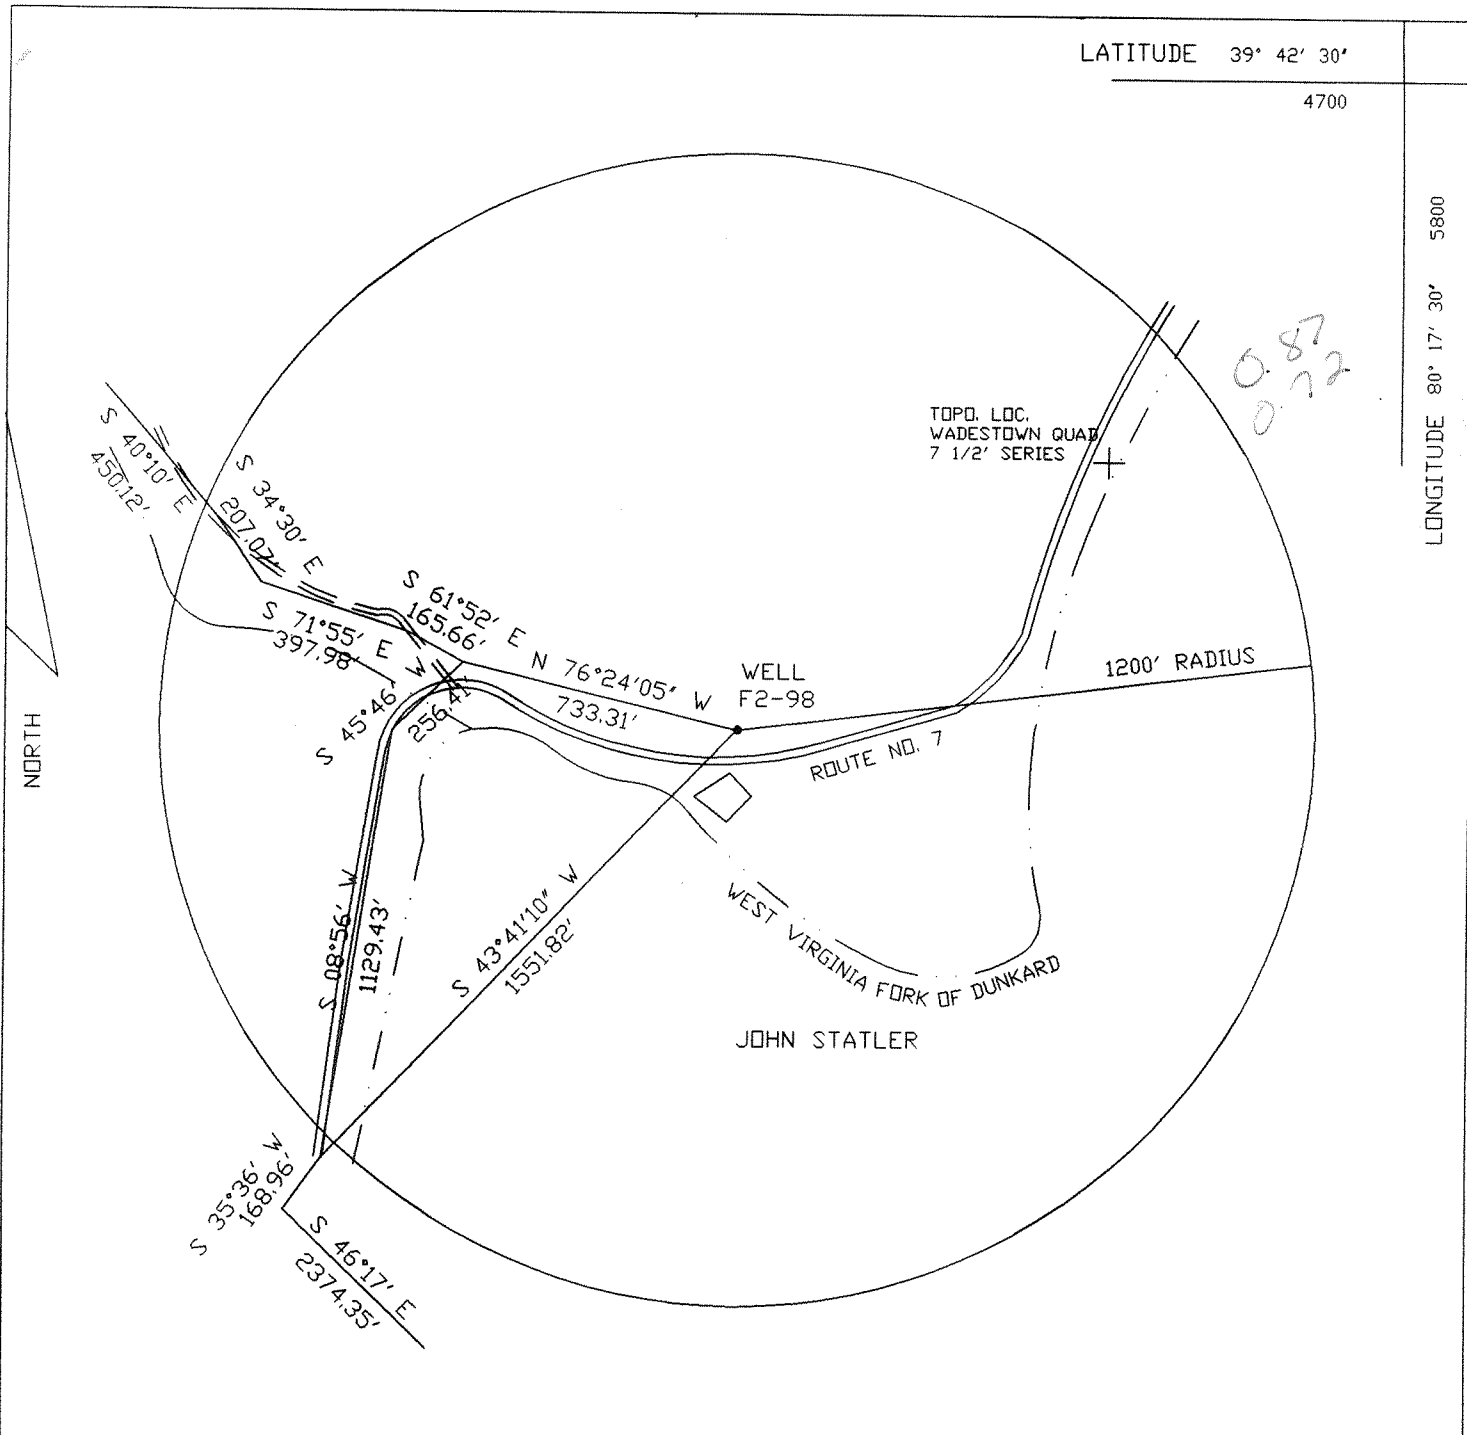 LATITUDE 39° 42' 30"
4700
LONGITUDE 80° 17' 30" 5800
0.87
0.72
TOPO. LOC.
WADESTOWN QUAD
7 1/2' SERIES
S 40°10' E
450.12'
S 34°30' E
207.07'
S 61°52' E
165.66'
S 71°55' E
397.98'
N 76°24'05" W
733.31'
WELL
F2-98
1200' RADIUS
S 45°46' W
256.41'
ROUTE NO. 7
NORTH
S 08°56' W
1129.43'
S 43°41'10" W
1551.82'
WEST VIRGINIA FORK OF DUNKARD
JOHN STATLER
S 35°36' W
168.96'
S 46°17' E
2374.35'